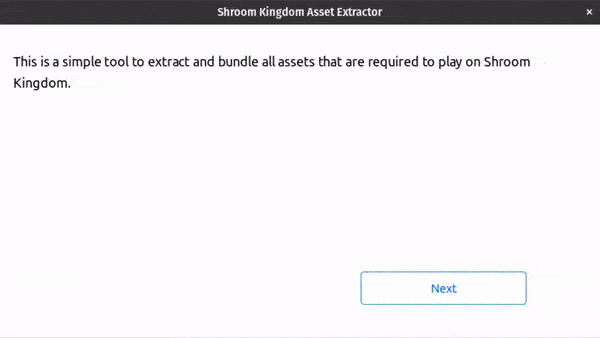 Shroom Kingdom Asset Extractor
This is a simple tool to extract and bundle all assets that are required to play on Shroom
Kingdom.
Next